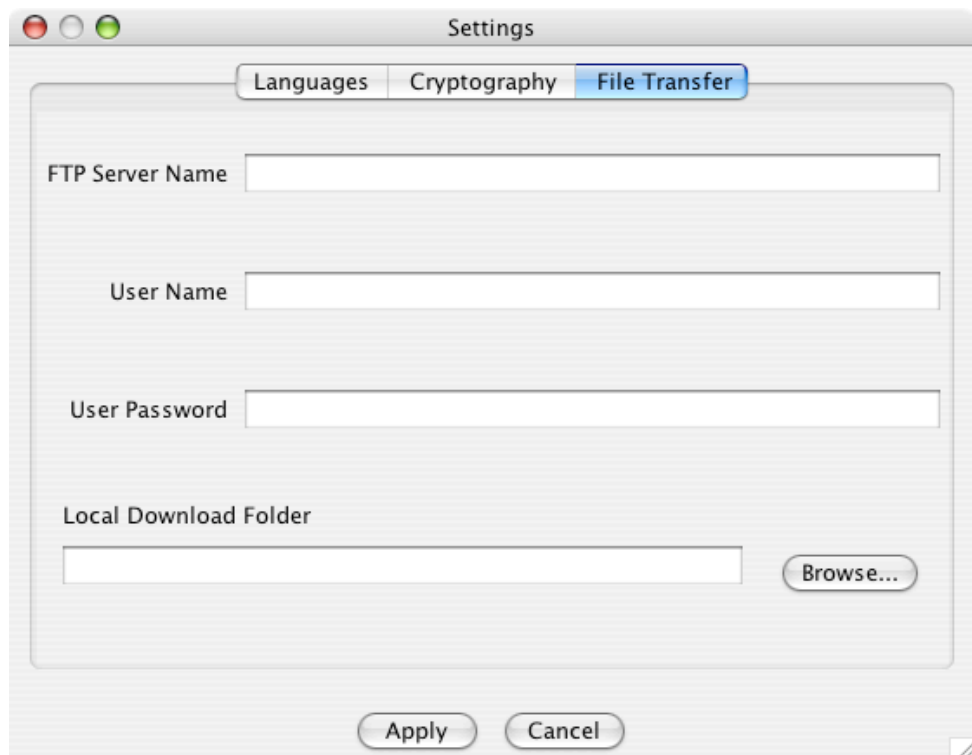 Settings
Languages Cryptography File Transfer
FTP Server Name
User Name
User Password
Local Download Folder
Browse...
Apply Cancel